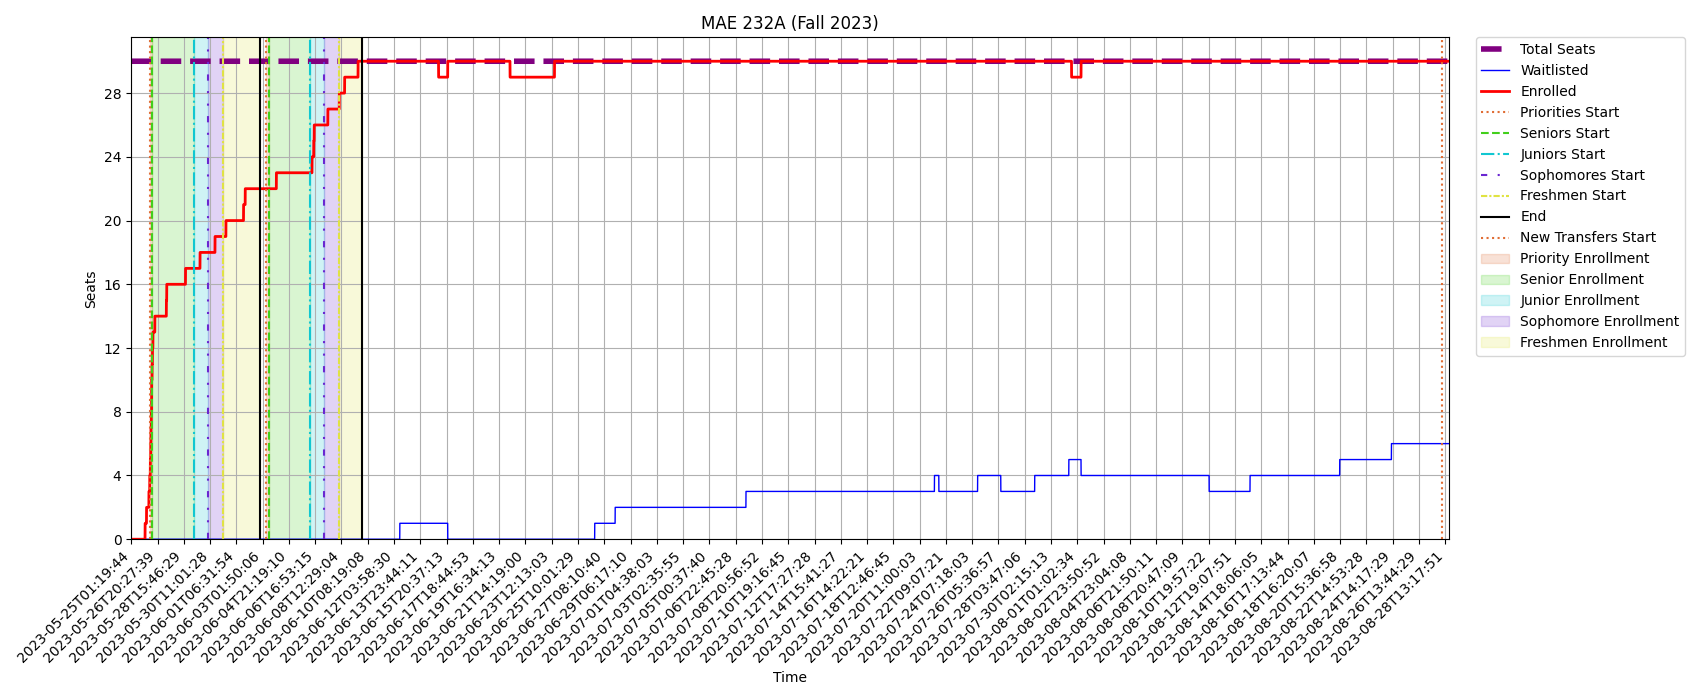 MAE 232A (Fall 2023)
Seats
28
24
20
16
12
8
4
0
2023-05-25T01:19:44
2023-05-26T20:27:39
2023-05-28T15:46:29
2023-05-30T11:01:28
2023-06-01T06:31:54
2023-06-03T01:50:06
2023-06-04T21:19:10
2023-06-06T16:53:15
2023-06-08T12:29:04
2023-06-10T08:19:08
2023-06-12T03:58:30
2023-06-13T23:44:11
2023-06-15T20:37:13
2023-06-17T18:44:53
2023-06-19T16:34:13
2023-06-21T14:19:00
2023-06-23T12:13:03
2023-06-25T10:01:29
2023-06-27T08:10:40
2023-06-29T06:17:10
2023-07-01T04:38:03
2023-07-03T02:35:55
2023-07-05T00:37:40
2023-07-06T22:45:28
2023-07-08T20:56:52
2023-07-10T19:16:45
2023-07-12T17:27:28
2023-07-14T15:41:27
2023-07-16T14:22:21
2023-07-18T12:46:45
2023-07-20T11:00:03
2023-07-22T09:07:21
2023-07-24T07:18:03
2023-07-26T05:36:57
2023-07-28T03:47:06
2023-07-30T02:15:13
2023-08-01T01:02:34
2023-08-02T23:50:52
2023-08-04T23:04:08
2023-08-06T21:50:11
2023-08-08T20:47:09
2023-08-10T19:57:22
2023-08-12T19:07:51
2023-08-14T18:06:05
2023-08-16T17:13:44
2023-08-18T16:20:07
2023-08-20T15:36:58
2023-08-22T14:53:28
2023-08-24T14:17:29
2023-08-26T13:44:29
2023-08-28T13:17:51
Time
Total Seats
Waitlisted
Enrolled
Priorities Start
Seniors Start
Juniors Start
Sophomores Start
Freshmen Start
End
New Transfers Start
Priority Enrollment
Senior Enrollment
Junior Enrollment
Sophomore Enrollment
Freshmen Enrollment